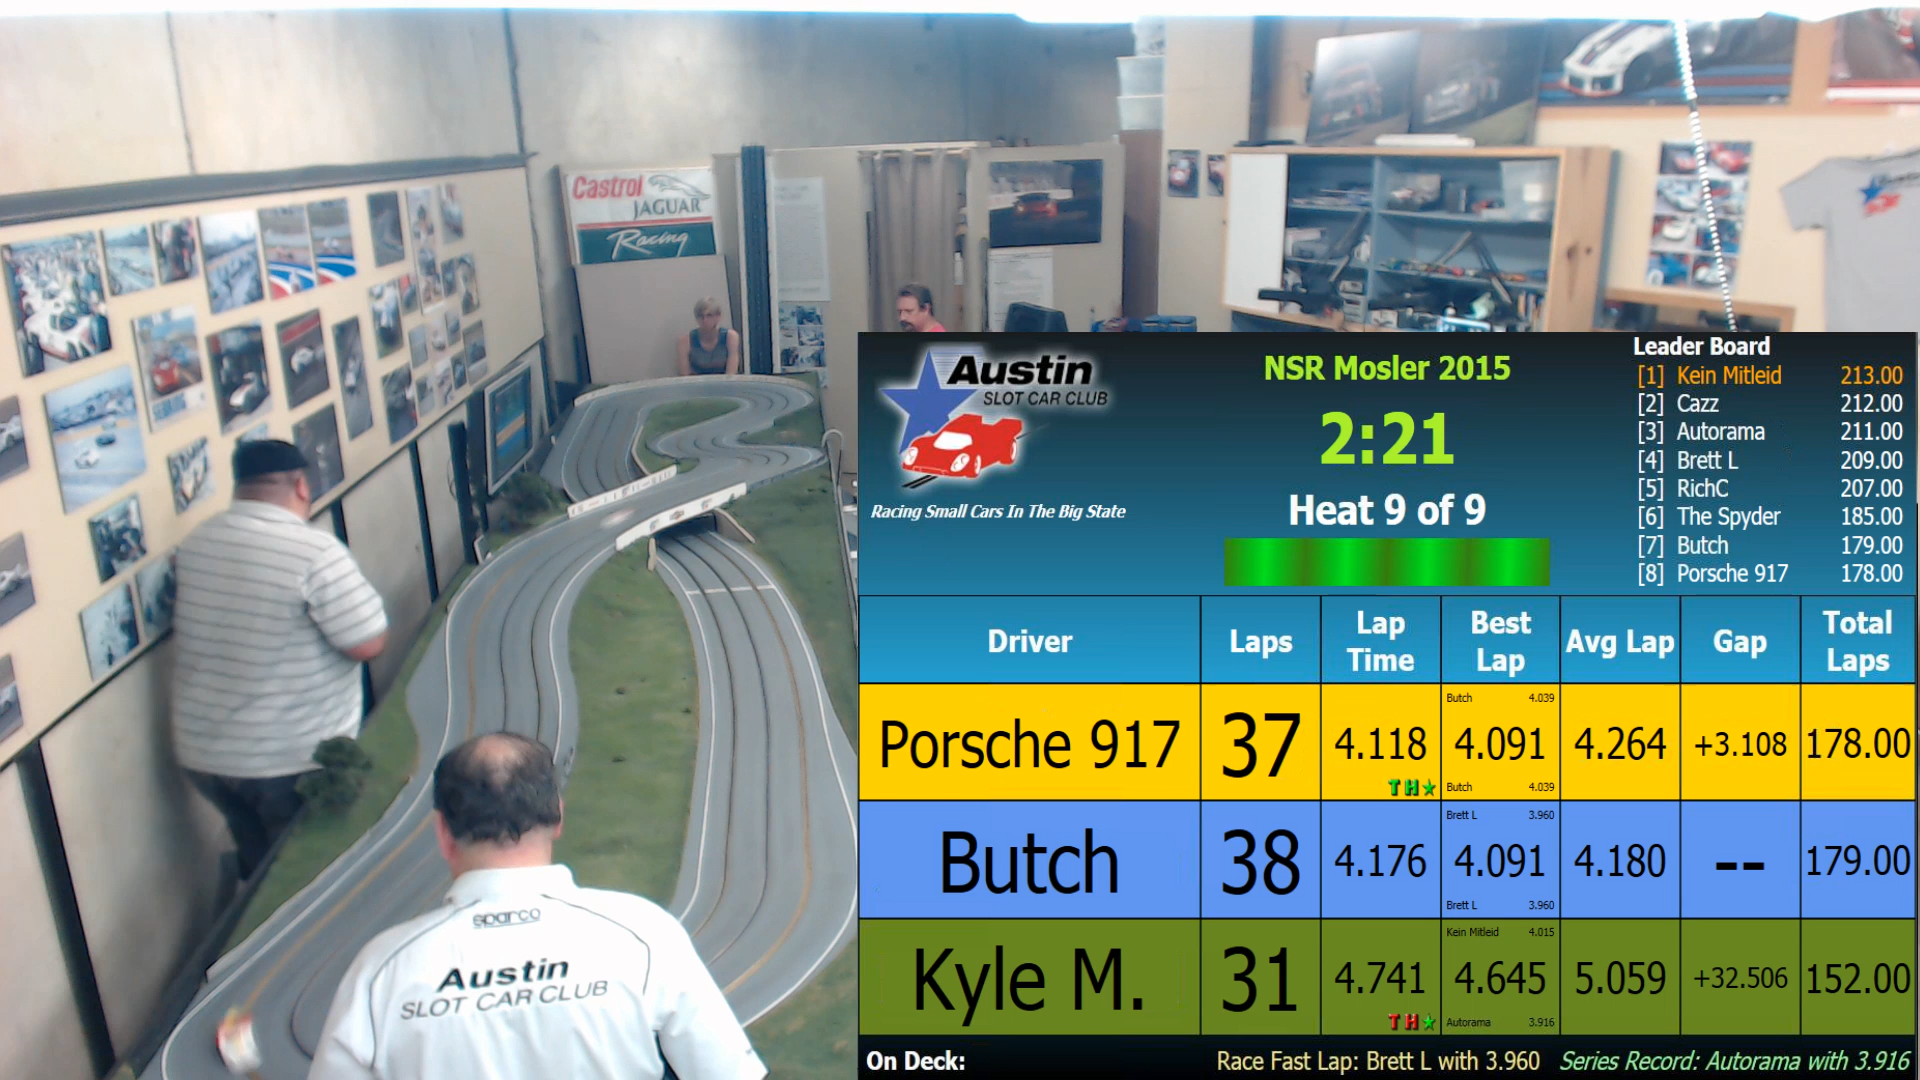 Castrol
JAGUAR
Racing
Austin
sparco
Austin
SLOT CAR CLUB
Austin
SLOT CAR CLUB
Racing Small Cars In The Big State
NSR Mosler 2015
2:21
Heat 9 of 9
Leader Board
[1] Kein Mitleid 213.00
[2] Cazz 212.00
[3] Autorama 211.00
[4] Brett L 209.00
[5] RichC 207.00
[6] The Spyder 185.00
[7] Butch 179.00
[8] Porsche 917 178.00
Driver Laps Lap Time Best Lap Avg Lap Gap Total Laps
Butch 4.039
Porsche 917 37 4.118 4.091 4.264 +3.108 178.00
T H★ Butch 4.039
Brett L 3.960
Butch 38 4.176 4.091 4.180 -- 179.00
Brett L 3.960
Kein Mitleid 4.015
Kyle M. 31 4.741 4.645 5.059 +32.506 152.00
T H★ Autorama 3.916
On Deck: Race Fast Lap: Brett L with 3.960 Series Record: Autorama with 3.916